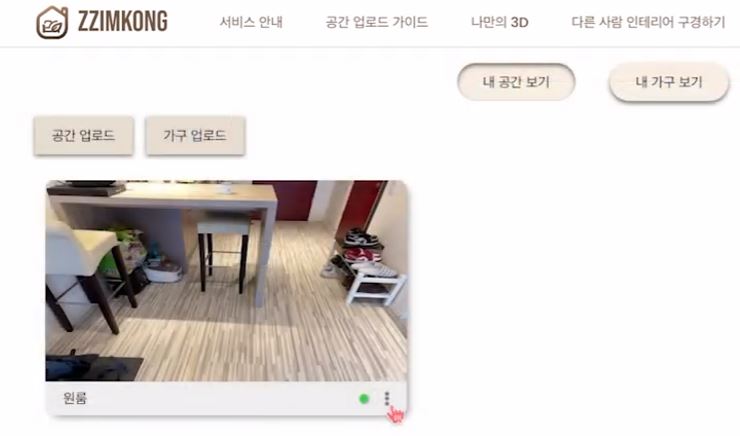 ZZIMKONG 서비스 안내 공간 업로드 가이드 나만의 3D 다른 사람 인테리어 구경하기
내 공간 보기 내 가구 보기
공간 업로드 가구 업로드
원룸